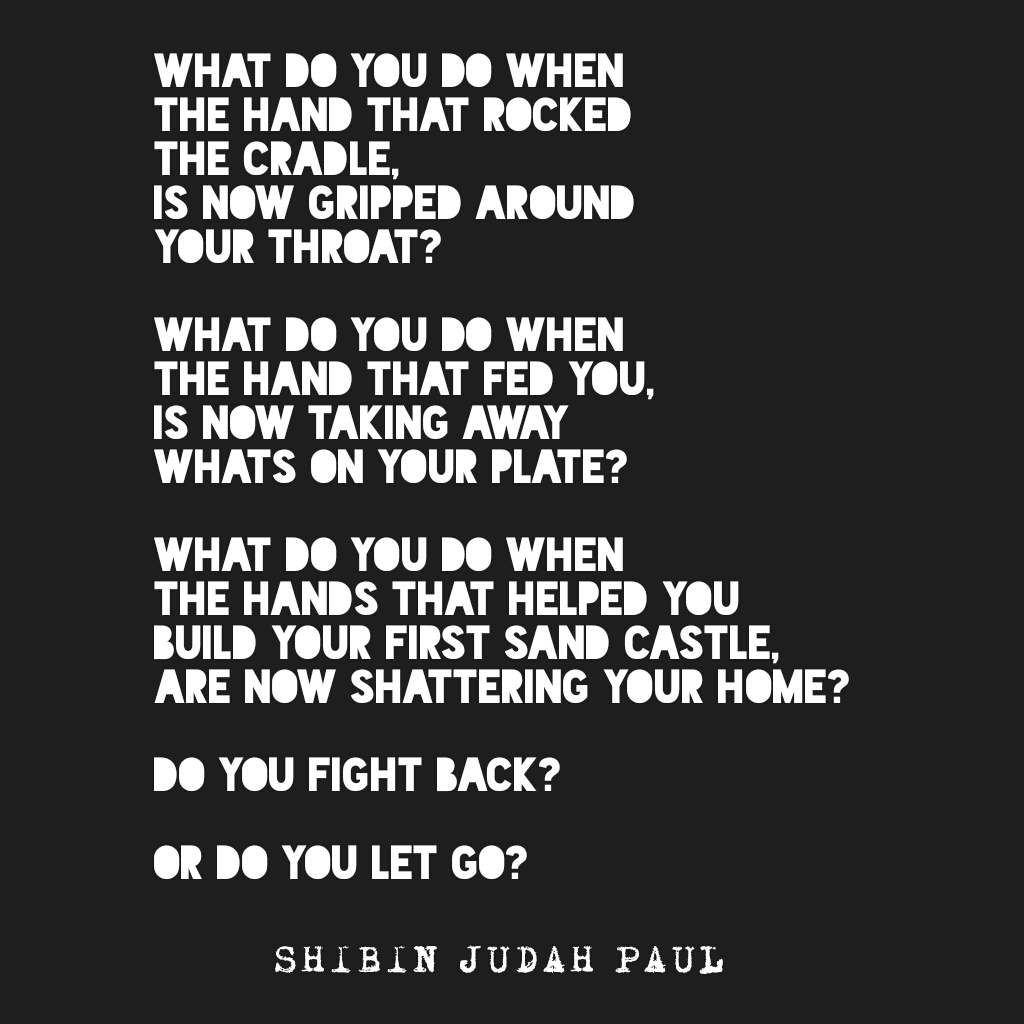 WHAT DO YOU DO WHEN
THE HAND THAT ROCKED
THE CRADLE,
IS NOW GRIPPED AROUND
YOUR THROAT?
WHAT DO YOU DO WHEN
THE HAND THAT FED YOU,
IS NOW TAKING AWAY
WHATS ON YOUR PLATE?
WHAT DO YOU DO WHEN
THE HANDS THAT HELPED YOU
BUILD YOUR FIRST SAND CASTLE,
ARE NOW SHATTERING YOUR HOME?
DO YOU FIGHT BACK?
OR DO YOU LET GO?
SHIBIN JUDAH PAUL